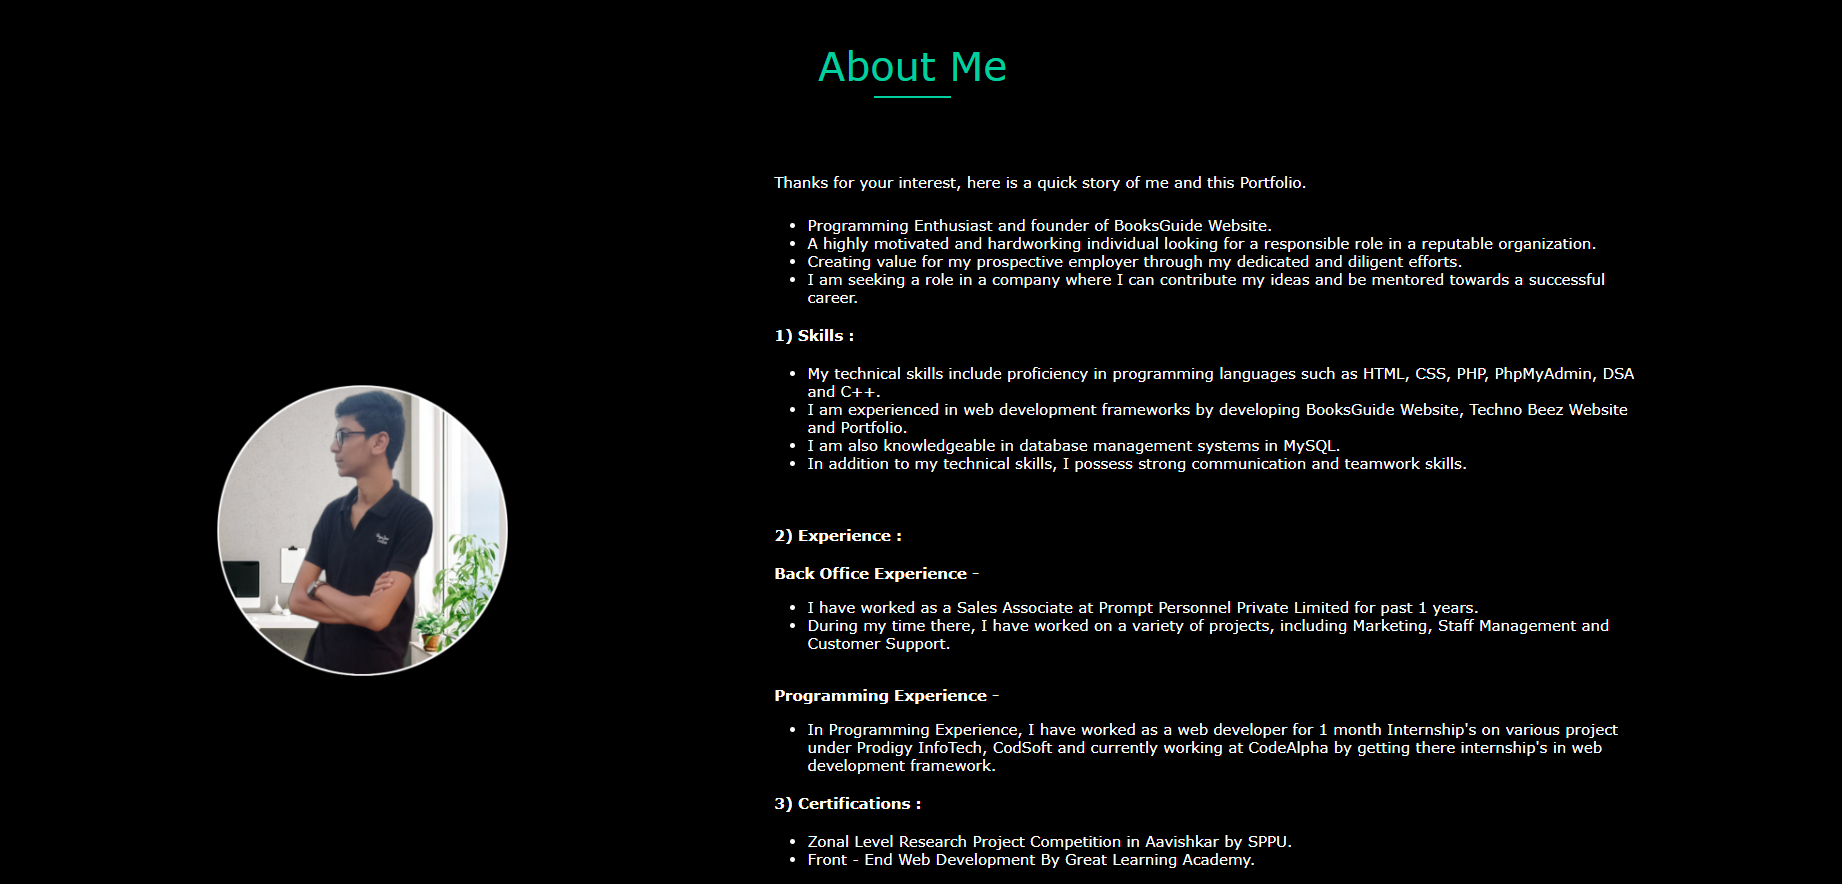 About Me
Thanks for your interest, here is a quick story of me and this Portfolio.
• Programming Enthusiast and founder of BooksGuide Website.
• A highly motivated and hardworking individual looking for a responsible role in a reputable organization.
• Creating value for my prospective employer through my dedicated and diligent efforts.
• I am seeking a role in a company where I can contribute my ideas and be mentored towards a successful
career.
1) Skills :
• My technical skills include proficiency in programming languages such as HTML, CSS, PHP, PhpMyAdmin, DSA
and C++.
• I am experienced in web development frameworks by developing BooksGuide Website, Techno Beez Website
and Portfolio.
• I am also knowledgeable in database management systems in MySQL.
• In addition to my technical skills, I possess strong communication and teamwork skills.
2) Experience :
Back Office Experience -
• I have worked as a Sales Associate at Prompt Personnel Private Limited for past 1 years.
• During my time there, I have worked on a variety of projects, including Marketing, Staff Management and
Customer Support.
Programming Experience -
• In Programming Experience, I have worked as a web developer for 1 month Internship's on various project
under Prodigy InfoTech, CodSoft and currently working at CodeAlpha by getting there internship's in web
development framework.
3) Certifications :
• Zonal Level Research Project Competition in Aavishkar by SPPU.
• Front - End Web Development By Great Learning Academy.